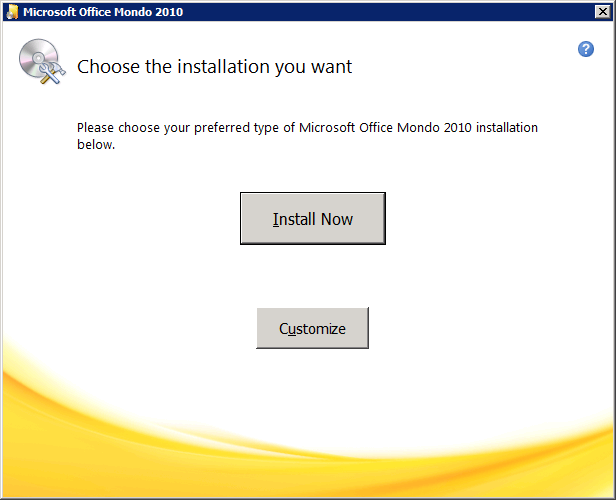 Microsoft Office Mondo 2010
?
Choose the installation you want
Please choose your preferred type of Microsoft Office Mondo 2010 installation
below.
Install Now
Customize